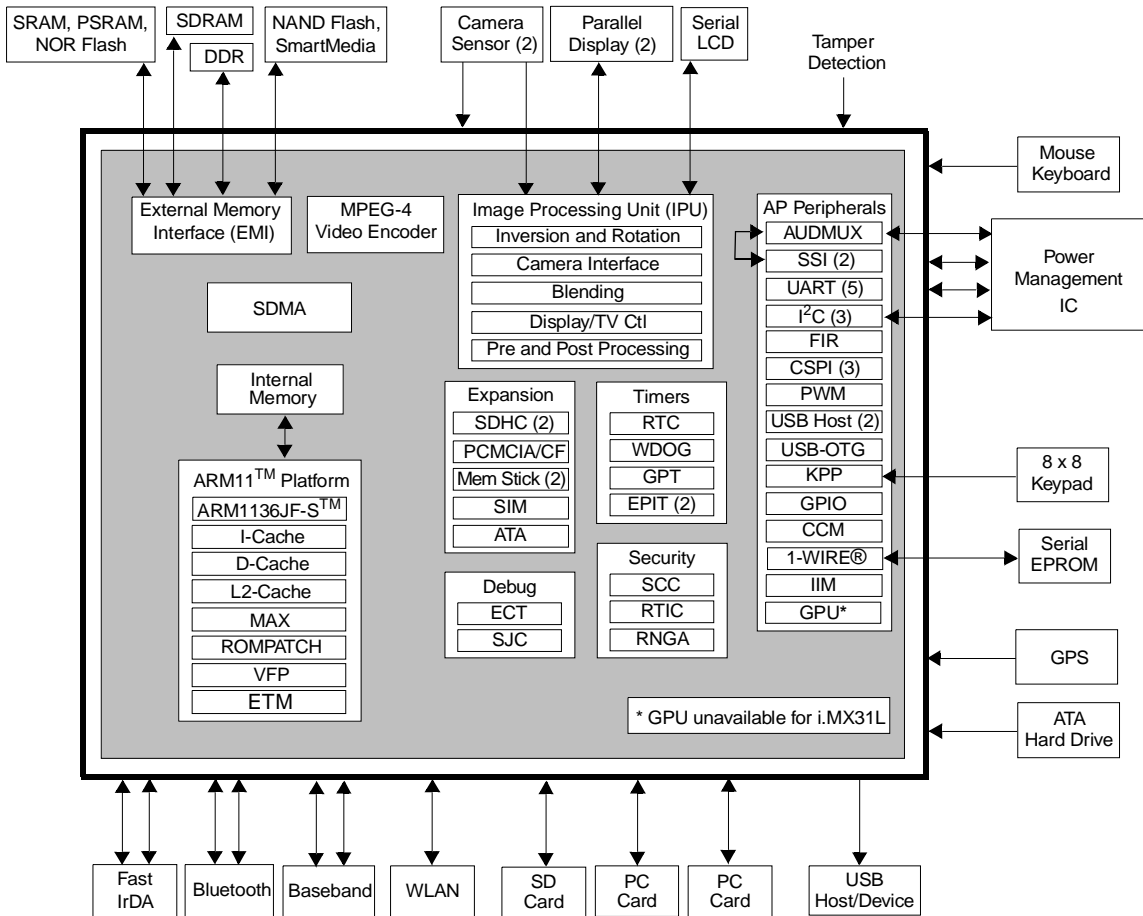 SRAM, PSRAM,
NOR Flash
SDRAM
DDR
NAND Flash,
SmartMedia
Camera
Sensor (2)
Parallel
Display (2)
Serial
LCD
Tamper
Detection
External Memory
Interface (EMI)
MPEG-4
Video Encoder
SDMA
Internal
Memory
ARM11™ Platform
ARM1136JF-S™
I-Cache
D-Cache
L2-Cache
MAX
ROMPATCH
VFP
ETM
Image Processing Unit (IPU)
Inversion and Rotation
Camera Interface
Blending
Display/TV Ctl
Pre and Post Processing
Expansion
SDHC (2)
PCMCIA/CF
Mem Stick (2)
SIM
ATA
Debug
ECT
SJC
Timers
RTC
WDOG
GPT
EPIT (2)
Security
SCC
RTIC
RNGA
AP Peripherals
AUDMUX
SSI (2)
UART (5)
I²C (3)
FIR
CSPI (3)
PWM
USB Host (2)
USB-OTG
KPP
GPIO
CCM
1-WIRE®
IIM
GPU*
* GPU unavailable for i.MX31L
Mouse
Keyboard
Power
Management
IC
8 x 8
Keypad
Serial
EPROM
GPS
ATA
Hard Drive
Fast
IrDA
Bluetooth
Baseband
WLAN
SD
Card
PC
Card
PC
Card
USB
Host/Device